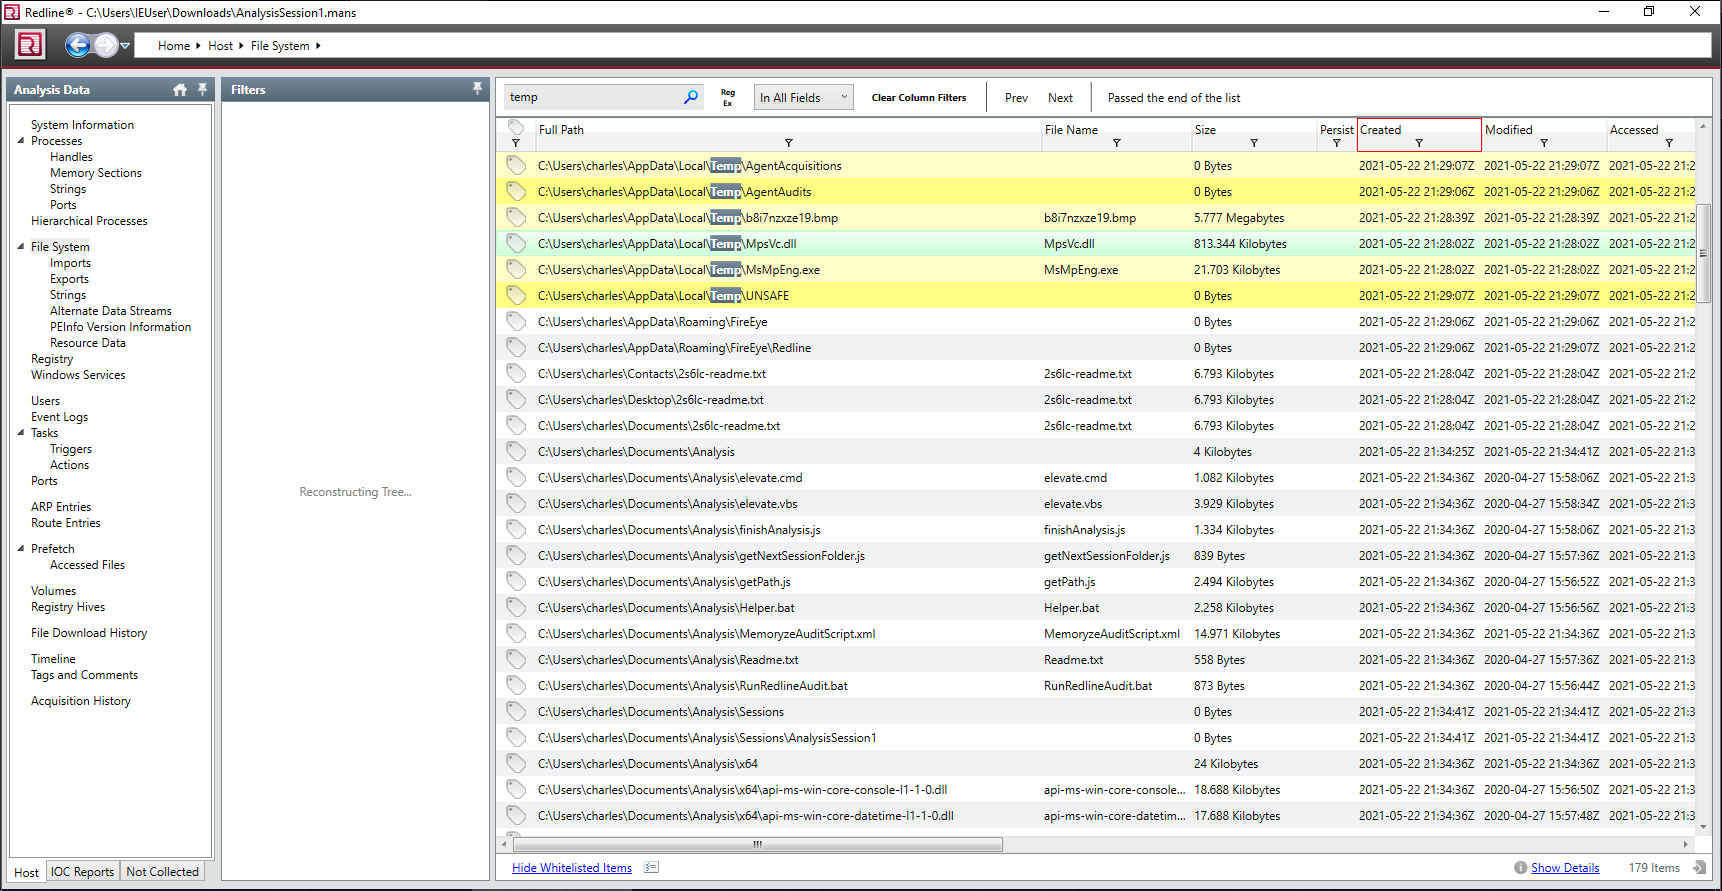 Redline® - C:\Users\IEUser\Downloads\AnalysisSession1.mans
Home Host File System
Analysis Data
System Information
Processes
Handles
Memory Sections
Strings
Ports
Hierarchical Processes
File System
Imports
Exports
Strings
Alternate Data Streams
PEInfo Version Information
Resource Data
Registry
Windows Services
Users
Event Logs
Tasks
Triggers
Actions
Ports
ARP Entries
Route Entries
Prefetch
Accessed Files
Volumes
Registry Hives
File Download History
Timeline
Tags and Comments
Acquisition History
Host IOC Reports Not Collected
Filters
Reconstructing Tree...
temp Reg Ex In All Fields Clear Column Filters Prev Next Passed the end of the list
Full Path File Name Size Persist Created Modified Accessed
C:\Users\charles\AppData\Local\Temp\AgentAcquisitions 0 Bytes 2021-05-22 21:29:07Z 2021-05-22 21:29:07Z 2021-05-22 21:2
C:\Users\charles\AppData\Local\Temp\AgentAudits 0 Bytes 2021-05-22 21:29:06Z 2021-05-22 21:29:06Z 2021-05-22 21:2
C:\Users\charles\AppData\Local\Temp\b8i7nzxze19.bmp b8i7nzxze19.bmp 5.777 Megabytes 2021-05-22 21:28:39Z 2021-05-22 21:28:39Z 2021-05-22 21:2
C:\Users\charles\AppData\Local\Temp\MpsVc.dll MpsVc.dll 813.344 Kilobytes 2021-05-22 21:28:02Z 2021-05-22 21:28:02Z 2021-05-22 21:2
C:\Users\charles\AppData\Local\Temp\MsMpEng.exe MsMpEng.exe 21.703 Kilobytes 2021-05-22 21:28:02Z 2021-05-22 21:28:02Z 2021-05-22 21:2
C:\Users\charles\AppData\Local\Temp\UNSAFE 0 Bytes 2021-05-22 21:29:07Z 2021-05-22 21:29:07Z 2021-05-22 21:2
C:\Users\charles\AppData\Roaming\FireEye 0 Bytes 2021-05-22 21:29:06Z 2021-05-22 21:29:06Z 2021-05-22 21:2
C:\Users\charles\AppData\Roaming\FireEye\Redline 0 Bytes 2021-05-22 21:29:06Z 2021-05-22 21:29:07Z 2021-05-22 21:2
C:\Users\charles\Contacts\2s6lc-readme.txt 2s6lc-readme.txt 6.793 Kilobytes 2021-05-22 21:28:04Z 2021-05-22 21:28:04Z 2021-05-22 21:2
C:\Users\charles\Desktop\2s6lc-readme.txt 2s6lc-readme.txt 6.793 Kilobytes 2021-05-22 21:28:04Z 2021-05-22 21:28:04Z 2021-05-22 21:2
C:\Users\charles\Documents\2s6lc-readme.txt 2s6lc-readme.txt 6.793 Kilobytes 2021-05-22 21:28:04Z 2021-05-22 21:28:04Z 2021-05-22 21:2
C:\Users\charles\Documents\Analysis 4 Kilobytes 2021-05-22 21:34:25Z 2021-05-22 21:34:41Z 2021-05-22 21:3
C:\Users\charles\Documents\Analysis\elevate.cmd elevate.cmd 1.082 Kilobytes 2021-05-22 21:34:36Z 2020-04-27 15:58:06Z 2021-05-22 21:3
C:\Users\charles\Documents\Analysis\elevate.vbs elevate.vbs 3.929 Kilobytes 2021-05-22 21:34:36Z 2020-04-27 15:58:34Z 2021-05-22 21:3
C:\Users\charles\Documents\Analysis\finishAnalysis.js finishAnalysis.js 1.334 Kilobytes 2021-05-22 21:34:36Z 2020-04-27 15:58:06Z 2021-05-22 21:3
C:\Users\charles\Documents\Analysis\getNextSessionFolder.js getNextSessionFolder.js 839 Bytes 2021-05-22 21:34:36Z 2020-04-27 15:57:36Z 2021-05-22 21:3
C:\Users\charles\Documents\Analysis\getPath.js getPath.js 2.494 Kilobytes 2021-05-22 21:34:36Z 2020-04-27 15:56:52Z 2021-05-22 21:3
C:\Users\charles\Documents\Analysis\Helper.bat Helper.bat 2.258 Kilobytes 2021-05-22 21:34:36Z 2020-04-27 15:56:56Z 2021-05-22 21:3
C:\Users\charles\Documents\Analysis\MemoryzeAuditScript.xml MemoryzeAuditScript.xml 14.971 Kilobytes 2021-05-22 21:34:36Z 2021-05-22 21:34:36Z 2021-05-22 21:3
C:\Users\charles\Documents\Analysis\Readme.txt Readme.txt 558 Bytes 2021-05-22 21:34:36Z 2020-04-27 15:57:36Z 2021-05-22 21:3
C:\Users\charles\Documents\Analysis\RunRedlineAudit.bat RunRedlineAudit.bat 873 Bytes 2021-05-22 21:34:36Z 2020-04-27 15:56:44Z 2021-05-22 21:3
C:\Users\charles\Documents\Analysis\Sessions 0 Bytes 2021-05-22 21:34:41Z 2021-05-22 21:34:41Z 2021-05-22 21:3
C:\Users\charles\Documents\Analysis\Sessions\AnalysisSession1 0 Bytes 2021-05-22 21:34:41Z 2021-05-22 21:34:41Z 2021-05-22 21:3
C:\Users\charles\Documents\Analysis\x64 24 Kilobytes 2021-05-22 21:34:36Z 2021-05-22 21:34:36Z 2021-05-22 21:3
C:\Users\charles\Documents\Analysis\x64\api-ms-win-core-console-l1-1-0.dll api-ms-win-core-console... 18.688 Kilobytes 2021-05-22 21:34:36Z 2020-04-27 15:56:50Z 2021-05-22 21:3
C:\Users\charles\Documents\Analysis\x64\api-ms-win-core-datetime-l1-1-0.dll api-ms-win-core-datetim... 17.688 Kilobytes 2021-05-22 21:34:36Z 2020-04-27 15:57:48Z 2021-05-22 21:3
Hide Whitelisted Items Show Details 179 Items